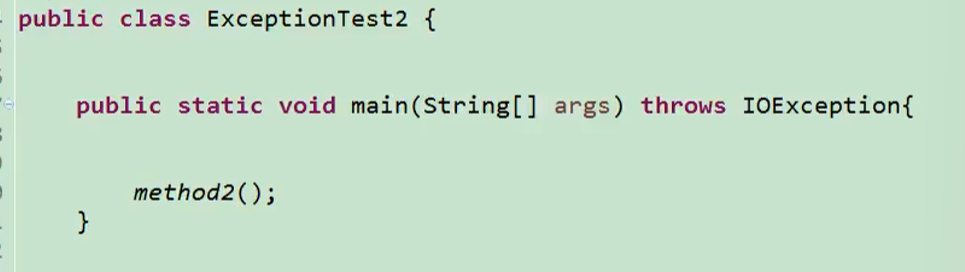 public class ExceptionTest2 {
public static void main(String[] args) throws IOException{
method2();
}